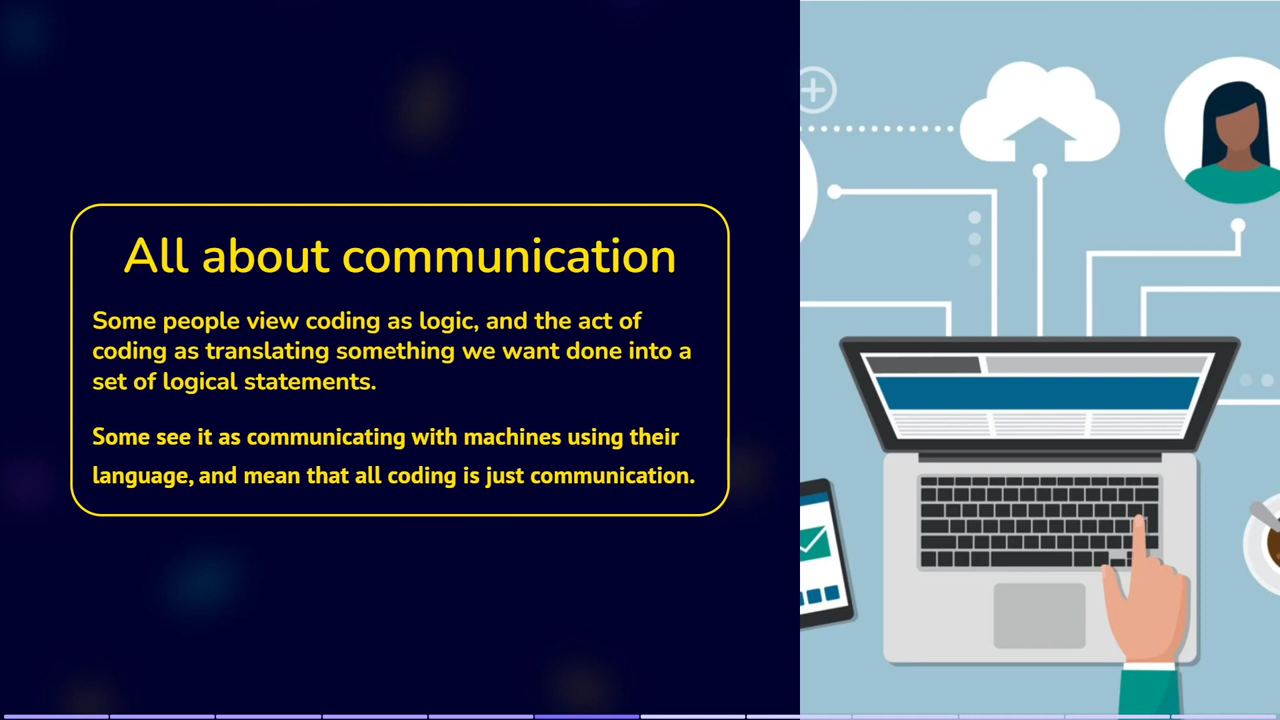 All about communication
Some people view coding as logic, and the act of
coding as translating something we want done into a
set of logical statements.
Some see it as communicating with machines using their
language, and mean that all coding is just communication.